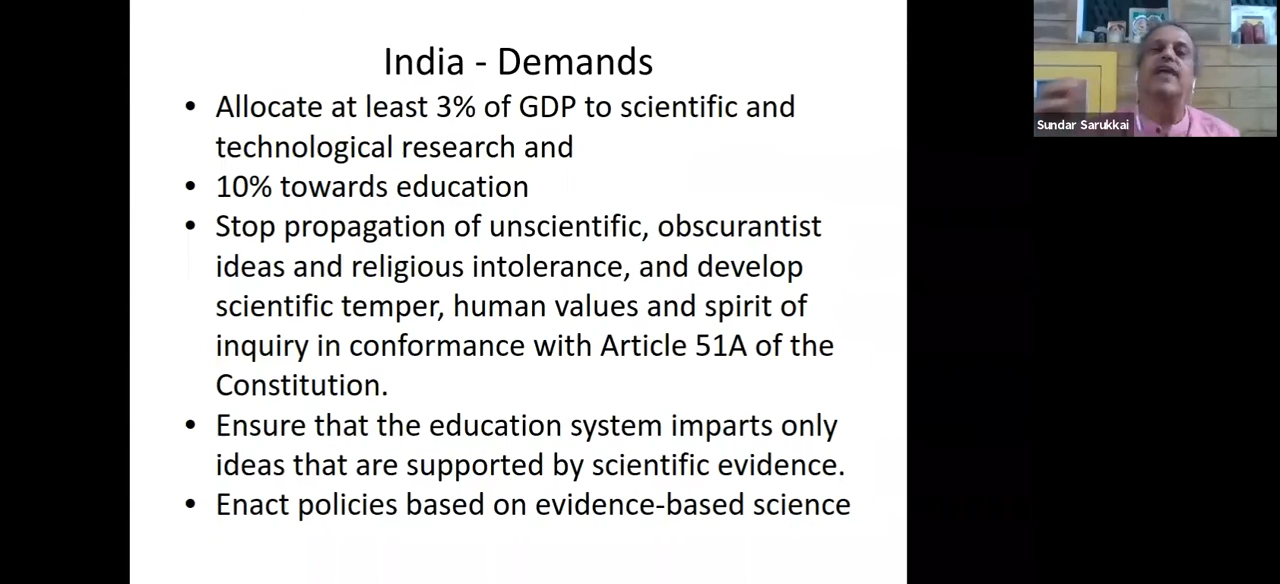 India - Demands
• Allocate at least 3% of GDP to scientific and
technological research and
• 10% towards education
• Stop propagation of unscientific, obscurantist
ideas and religious intolerance, and develop
scientific temper, human values and spirit of
inquiry in conformance with Article 51A of the
Constitution.
• Ensure that the education system imparts only
ideas that are supported by scientific evidence.
• Enact policies based on evidence-based science
Sundar Sarukkai